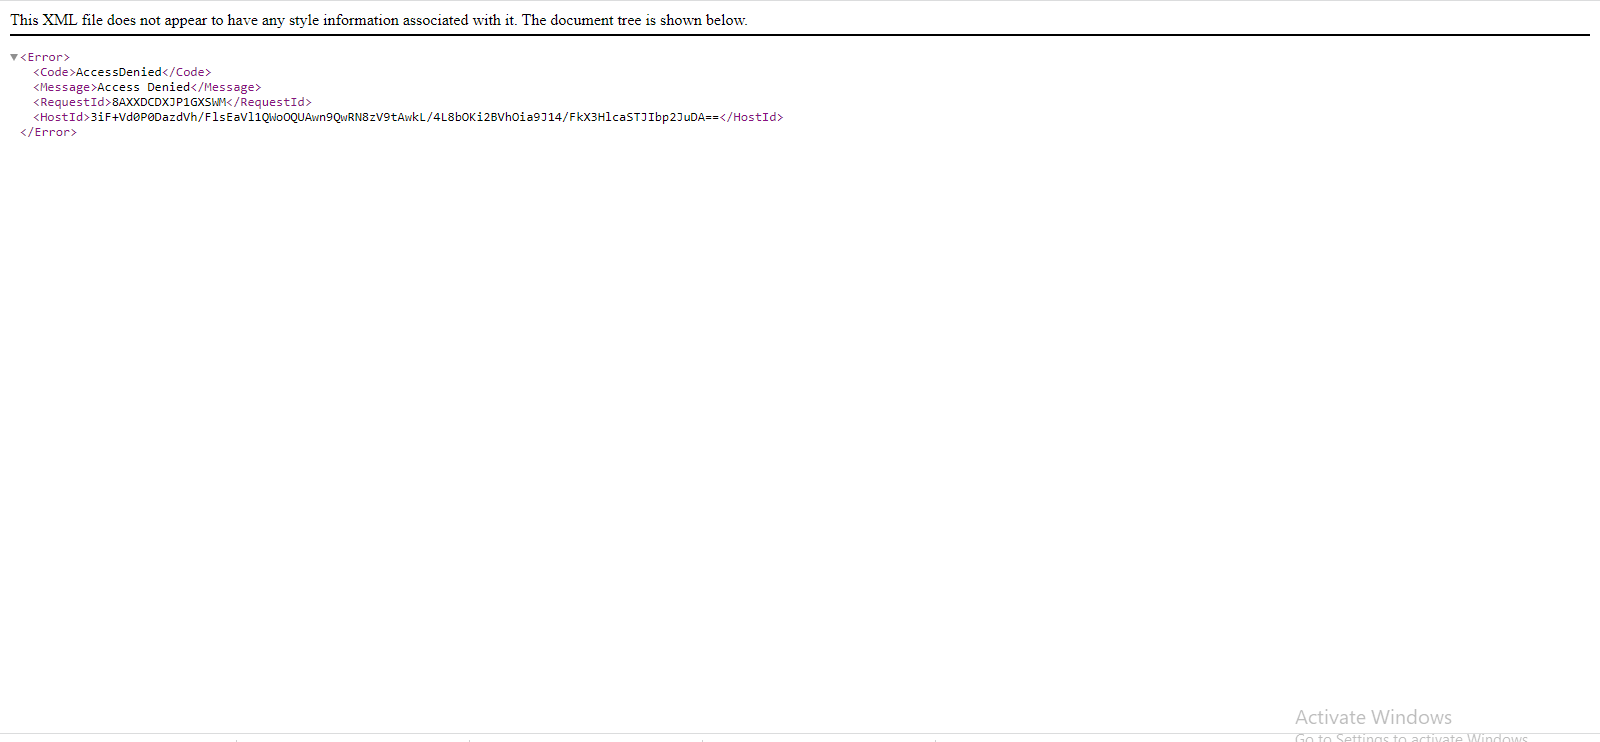 This XML file does not appear to have any style information associated with it. The document tree is shown below.
<Error>
<Code>AccessDenied</Code>
<Message>Access Denied</Message>
<RequestId>8AXXDCDXJP1GXSWM</RequestId>
<HostId>3iF+Vd0P0DazdVh/FlsEaVl1QWoOQUAwn9QwRN8zV9tAwkL/4L8bOKi2BVhOia9J14/FkX3HlcaSTJIbp2JuDA==</HostId>
</Error>
Activate Windows
Go to Settings to activate Windows